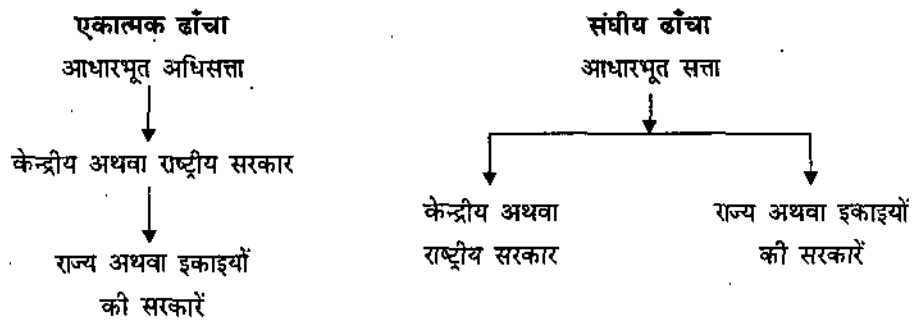 एकात्मक ढाँचा
आधारभूत अधिसत्ता
केन्द्रीय अथवा राष्ट्रीय सरकार
राज्य अथवा इकाइयों
की सरकारें
संघीय ढाँचा
आधारभूत सत्ता
केन्द्रीय अथवा
राष्ट्रीय सरकार
राज्य अथवा इकाइयों
की सरकारें